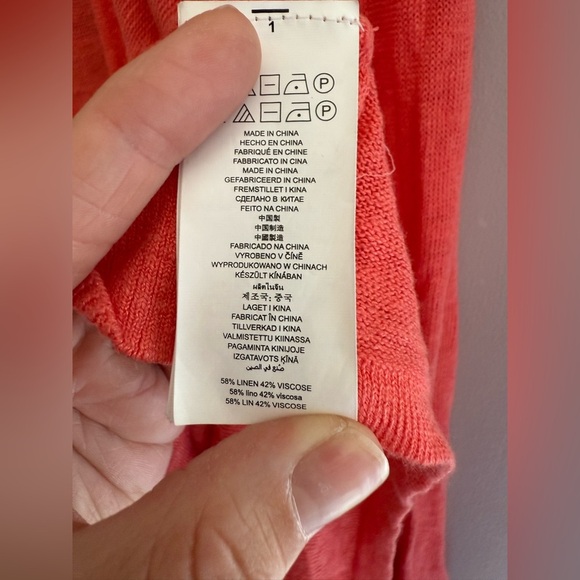 1
P
P
MADE IN CHINA
HECHO EN CHINA
FABRIQUÉ EN CHINE
FABBRICATO IN CINA
MADE IN CHINA
GEFABRICEERD IN CHINA
FREMSTILLET I KINA
СДЕЛАНО В КИТАЕ
FEITO NA CHINA
中国製
中国制造
中國製造
FABRICADO NA CHINA
VYROBENO V ČÍNĚ
WYPRODUKOWANO W CHINACH
KÉSZÜLT KÍNÁBAN
ผลิตในจีน
제조국: 중국
LAGET I KINA
FABRICAT ÎN CHINA
TILLVERKAD I KINA
VALMISTETTU KIINASSA
PAGAMINTA KINIJOJE
IZGATAVOTS ĶĪNĀ
صنع في الصين
58% LINEN 42% VISCOSE
58% lino 42% viscosa
58% LIN 42% VISCOSE